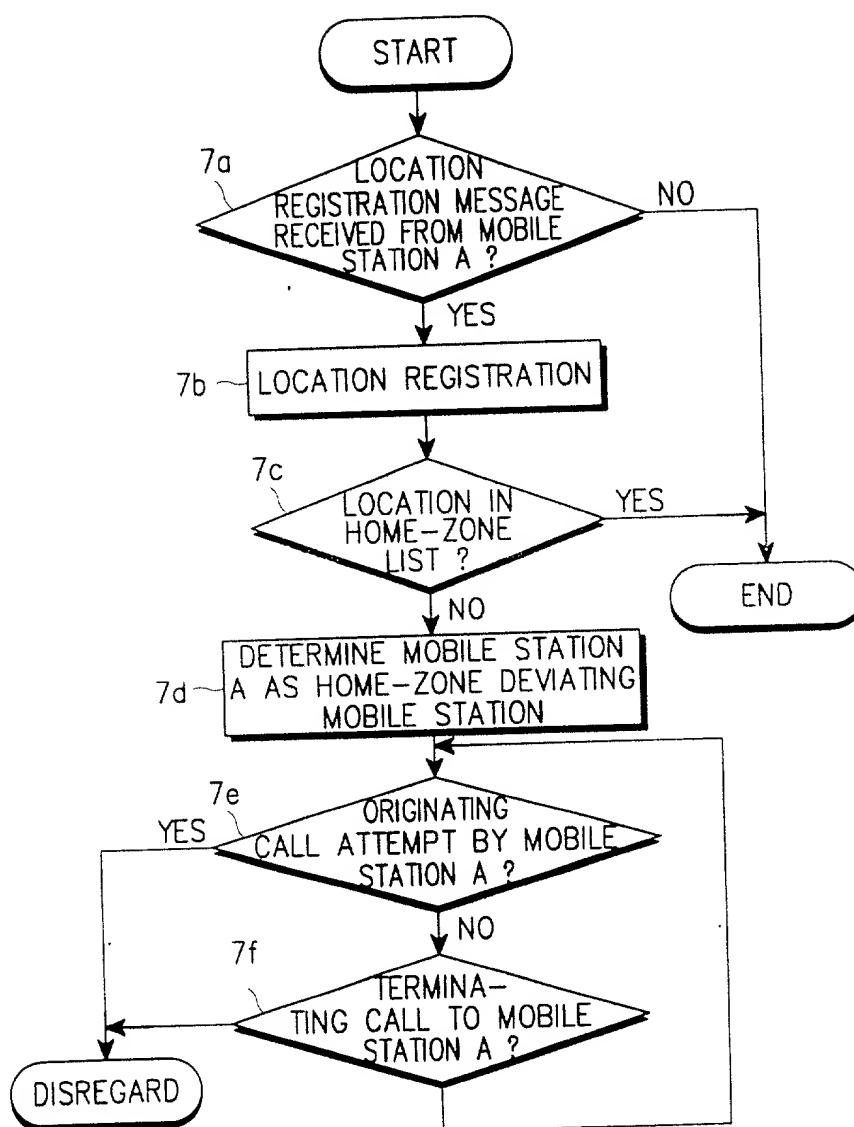 START
7a
LOCATION
REGISTRATION MESSAGE
RECEIVED FROM MOBILE
STATION A ?
NO
YES
7b
LOCATION REGISTRATION
7c
LOCATION IN
HOME-ZONE
LIST ?
YES
END
NO
7d
DETERMINE MOBILE STATION
A AS HOME-ZONE DEVIATING
MOBILE STATION
7e
YES
ORIGINATING
CALL ATTEMPT BY MOBILE
STATION A ?
NO
7f
TERMINA-
TING CALL TO MOBILE
STATION A ?
DISREGARD